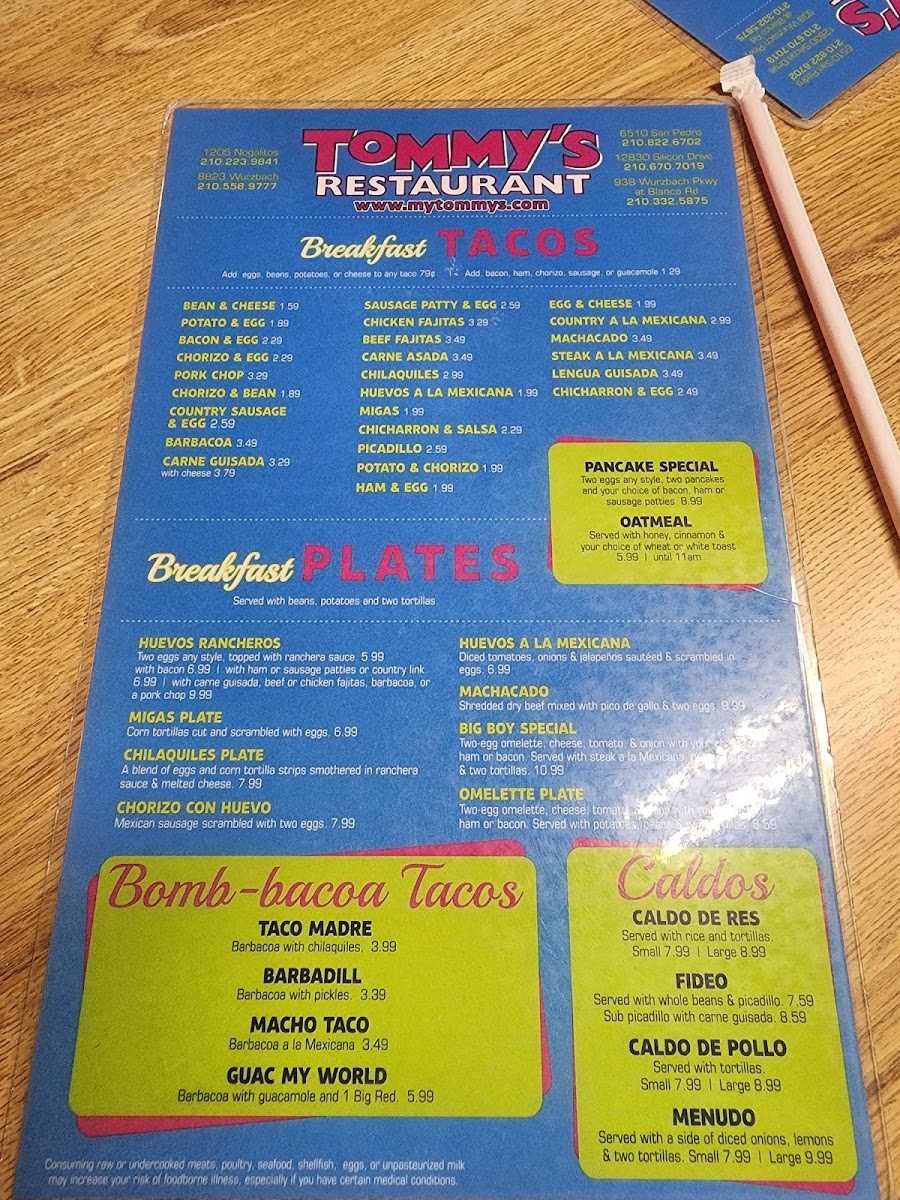 1205 Nogalitos
210.223.9841
8823 Wurzbach
210.558.9777
TOMMY'S
RESTAURANT
www.mytommys.com
6510 San Pedro
210.822.6702
12830 Silicon Drive
210.670.7019
938 Wurzbach Pkwy
at Blanco Rd
210.332.5875
Breakfast TACOS
Add: eggs, beans, potatoes, or cheese to any taco 79¢
Add: bacon, ham, chorizo, sausage, or guacamole 1.29
BEAN & CHEESE 1.59
POTATO & EGG 1.89
BACON & EGG 2.29
CHORIZO & EGG 2.29
PORK CHOP 3.29
CHORIZO & BEAN 1.89
COUNTRY SAUSAGE
& EGG 2.59
BARBACOA 3.49
CARNE GUISADA 3.29
with cheese 3.79
SAUSAGE PATTY & EGG 2.59
CHICKEN FAJITAS 3.29
BEEF FAJITAS 3.49
CARNE ASADA 3.49
CHILAQUILES 2.99
HUEVOS A LA MEXICANA 1.99
MIGAS 1.99
CHICHARRON & SALSA 2.29
PICADILLO 2.59
POTATO & CHORIZO 1.99
HAM & EGG 1.99
EGG & CHEESE 1.99
COUNTRY A LA MEXICANA 2.99
MACHACADO 3.49
STEAK A LA MEXICANA 3.49
LENGUA GUISADA 3.49
CHICHARRON & EGG 2.49
PANCAKE SPECIAL
Two eggs any style, two pancakes
and your choice of bacon, ham or
sausage patties 8.99
OATMEAL
Served with honey, cinnamon &
your choice of wheat or white toast
5.99 | until 11am
Breakfast PLATES
Served with beans, potatoes and two tortillas.
HUEVOS RANCHEROS
Two eggs any style, topped with ranchera sauce. 5.99
with bacon 6.99 | with ham or sausage patties or country link
6.99 | with carne guisada, beef or chicken fajitas, barbacoa, or
a pork chop 9.99
MIGAS PLATE
Corn tortillas cut and scrambled with eggs. 6.99
CHILAQUILES PLATE
A blend of eggs and corn tortilla strips smothered in ranchera
sauce & melted cheese. 7.99
CHORIZO CON HUEVO
Mexican sausage scrambled with two eggs. 7.99
HUEVOS A LA MEXICANA
Diced tomatoes, onions & jalapeños sautéed & scrambled in
eggs. 6.99
MACHACADO
Shredded dry beef mixed with pico de gallo & two eggs 9.99
BIG BOY SPECIAL
Two-egg omelette, cheese, tomato, & onion with your
ham or bacon. Served with steak a la Mexicana,
& two tortillas. 10.99
OMELETTE PLATE
Two-egg omelette, cheese,
ham or bacon. Served with potatoes, beans
Bomb-bacoa Tacos
TACO MADRE
Barbacoa with chilaquiles. 3.99
BARBADILL
Barbacoa with pickles. 3.39
MACHO TACO
Barbacoa a la Mexicana 3.49
GUAC MY WORLD
Barbacoa with guacamole and 1 Big Red. 5.99
Caldos
CALDO DE RES
Served with rice and tortillas.
Small 7.99 | Large 8.99
FIDEO
Served with whole beans & picadillo. 7.59
Sub picadillo with carne guisada. 8.59
CALDO DE POLLO
Served with tortillas.
Small 7.99 | Large 8.99
MENUDO
Served with a side of diced onions, lemons
& two tortillas. Small 7.99 | Large 9.99
Consuming raw or undercooked meats, poultry, seafood, shellfish, eggs, or unpasteurized milk
may increase your risk of foodborne illness, especially if you have certain medical conditions.
6510 San Pedro
210.822.6702
12830 Silicon Drive
210.670.7019
938 Wurzbach Pkwy
at Blanco Rd
210.332.5875